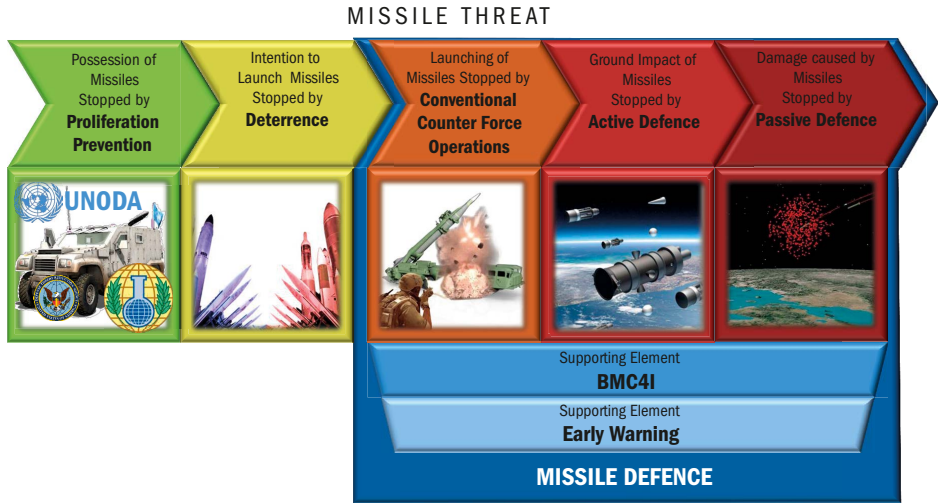 MISSILE THREAT
Possession of
Missiles
Stopped by
Proliferation
Prevention
Intention to
Launch Missiles
Stopped by
Deterrence
Launching of
Missiles Stopped by
Conventional
Counter Force
Operations
Ground Impact of
Missiles
Stopped by
Active Defence
Damage caused by
Missiles
Stopped by
Passive Defence
UNODA
Supporting Element
BMC4I
Supporting Element
Early Warning
MISSILE DEFENCE